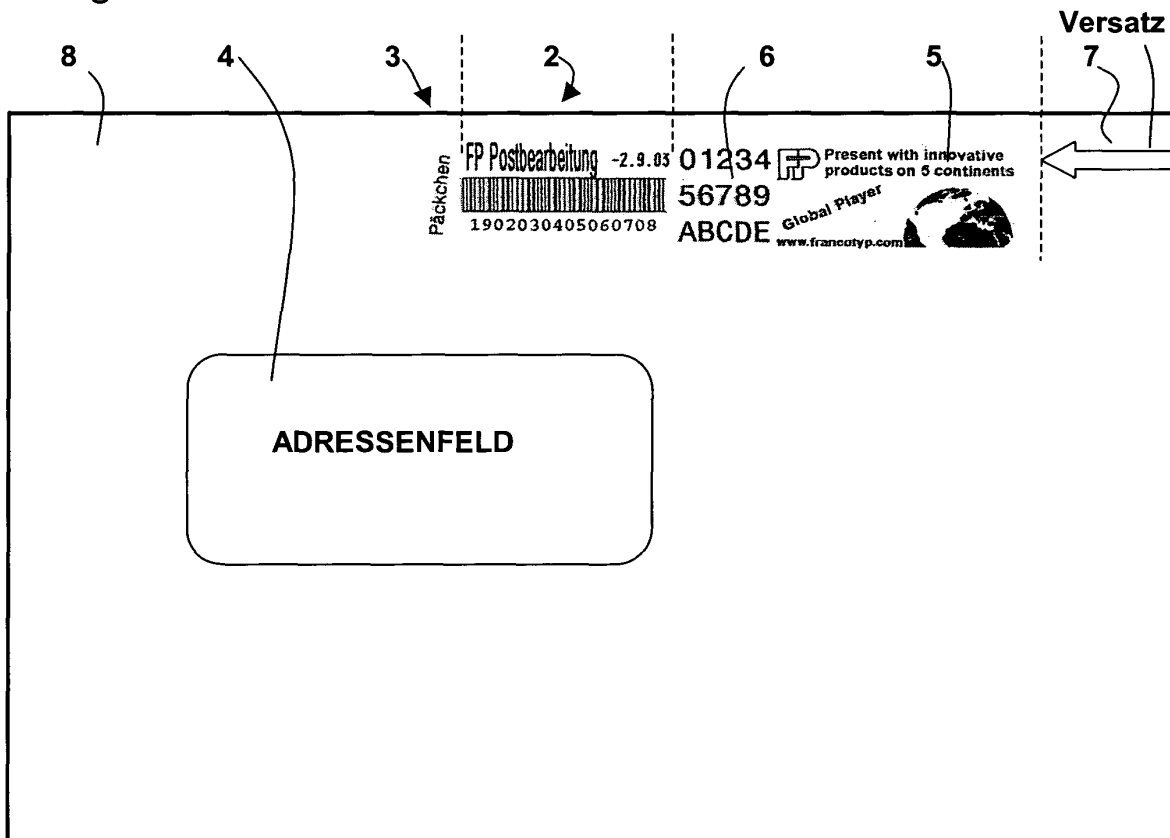 Versatz
8 4 3 2 6 5 7
Päckchen
FP Postbearbeitung -2.9.03
1902030405060708
01234
56789
ABCDE
FP
Present with innovative
products on 5 continents
Global Player
www.francotyp.com
ADRESSENFELD